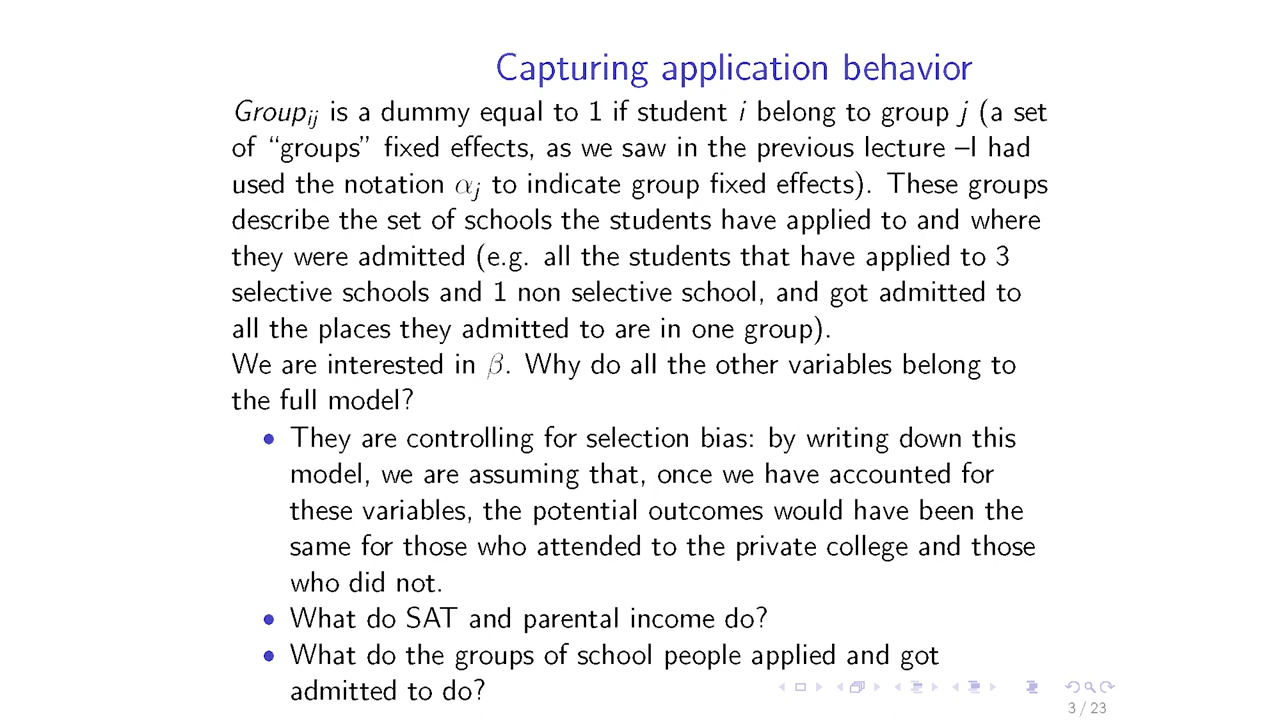 Capturing application behavior
Group_ij is a dummy equal to 1 if student i belong to group j (a set
of “groups” fixed effects, as we saw in the previous lecture –I had
used the notation α_j to indicate group fixed effects). These groups
describe the set of schools the students have applied to and where
they were admitted (e.g. all the students that have applied to 3
selective schools and 1 non selective school, and got admitted to
all the places they admitted to are in one group).
We are interested in β. Why do all the other variables belong to
the full model?
• They are controlling for selection bias: by writing down this
model, we are assuming that, once we have accounted for
these variables, the potential outcomes would have been the
same for those who attended to the private college and those
who did not.
• What do SAT and parental income do?
• What do the groups of school people applied and got
admitted to do?
3 / 23